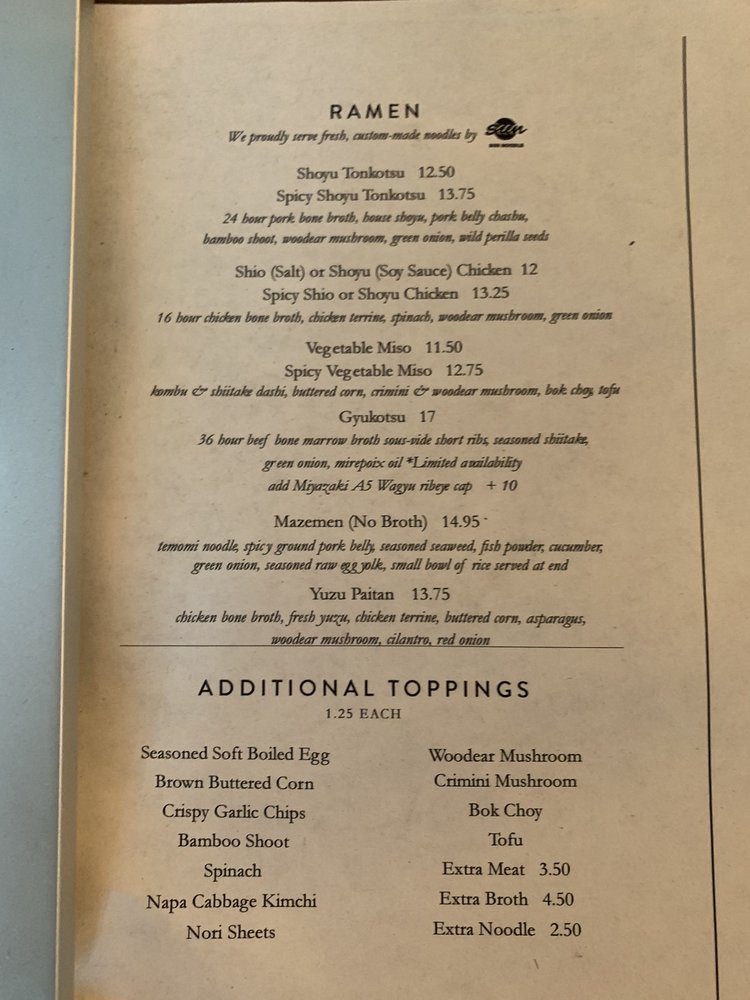 RAMEN
We proudly serve fresh, custom-made noodles by Sun
SUN NOODLE
Shoyu Tonkotsu 12.50
Spicy Shoyu Tonkotsu 13.75
24 hour pork bone broth, house shoyu, pork belly chashu,
bamboo shoot, woodear mushroom, green onion, wild perilla seeds
Shio (Salt) or Shoyu (Soy Sauce) Chicken 12
Spicy Shio or Shoyu Chicken 13.25
16 hour chicken bone broth, chicken terrine, spinach, woodear mushroom, green onion
Vegetable Miso 11.50
Spicy Vegetable Miso 12.75
kombu & shiitake dashi, buttered corn, crimini & woodear mushroom, bok choy, tofu
Gyukotsu 17
36 hour beef bone marrow broth sous-vide short ribs, seasoned shiitake,
green onion, mirepoix oil *Limited availability
add Miyazaki A5 Wagyu ribeye cap + 10
Mazemen (No Broth) 14.95
temomi noodle, spicy ground pork belly, seasoned seaweed, fish powder, cucumber,
green onion, seasoned raw egg yolk, small bowl of rice served at end
Yuzu Paitan 13.75
chicken bone broth, fresh yuzu, chicken terrine, buttered corn, asparagus,
woodear mushroom, cilantro, red onion
ADDITIONAL TOPPINGS
1.25 EACH
Seasoned Soft Boiled Egg
Brown Buttered Corn
Crispy Garlic Chips
Bamboo Shoot
Spinach
Napa Cabbage Kimchi
Nori Sheets
Woodear Mushroom
Crimini Mushroom
Bok Choy
Tofu
Extra Meat 3.50
Extra Broth 4.50
Extra Noodle 2.50